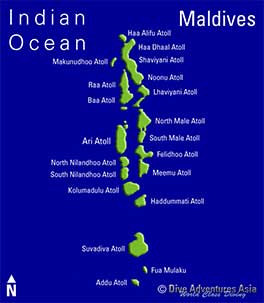 Indian
Ocean
Maldives
Haa Alifu Atoll
Haa Dhaal Atoll
Makunudhoo Atoll
Shaviyani Atoll
Noonu Atoll
Raa Atoll
Lhaviyani Atoll
Baa Atoll
North Male Atoll
South Male Atoll
Ari Atoll
Felidhoo Atoll
North Nilandhoo Atoll
Meemu Atoll
South Nilandhoo Atoll
Kolumadulu Atoll
Haddummati Atoll
Suvadiva Atoll
Fua Mulaku
Addu Atoll
N
© Dive Adventures Asia
World Class Diving